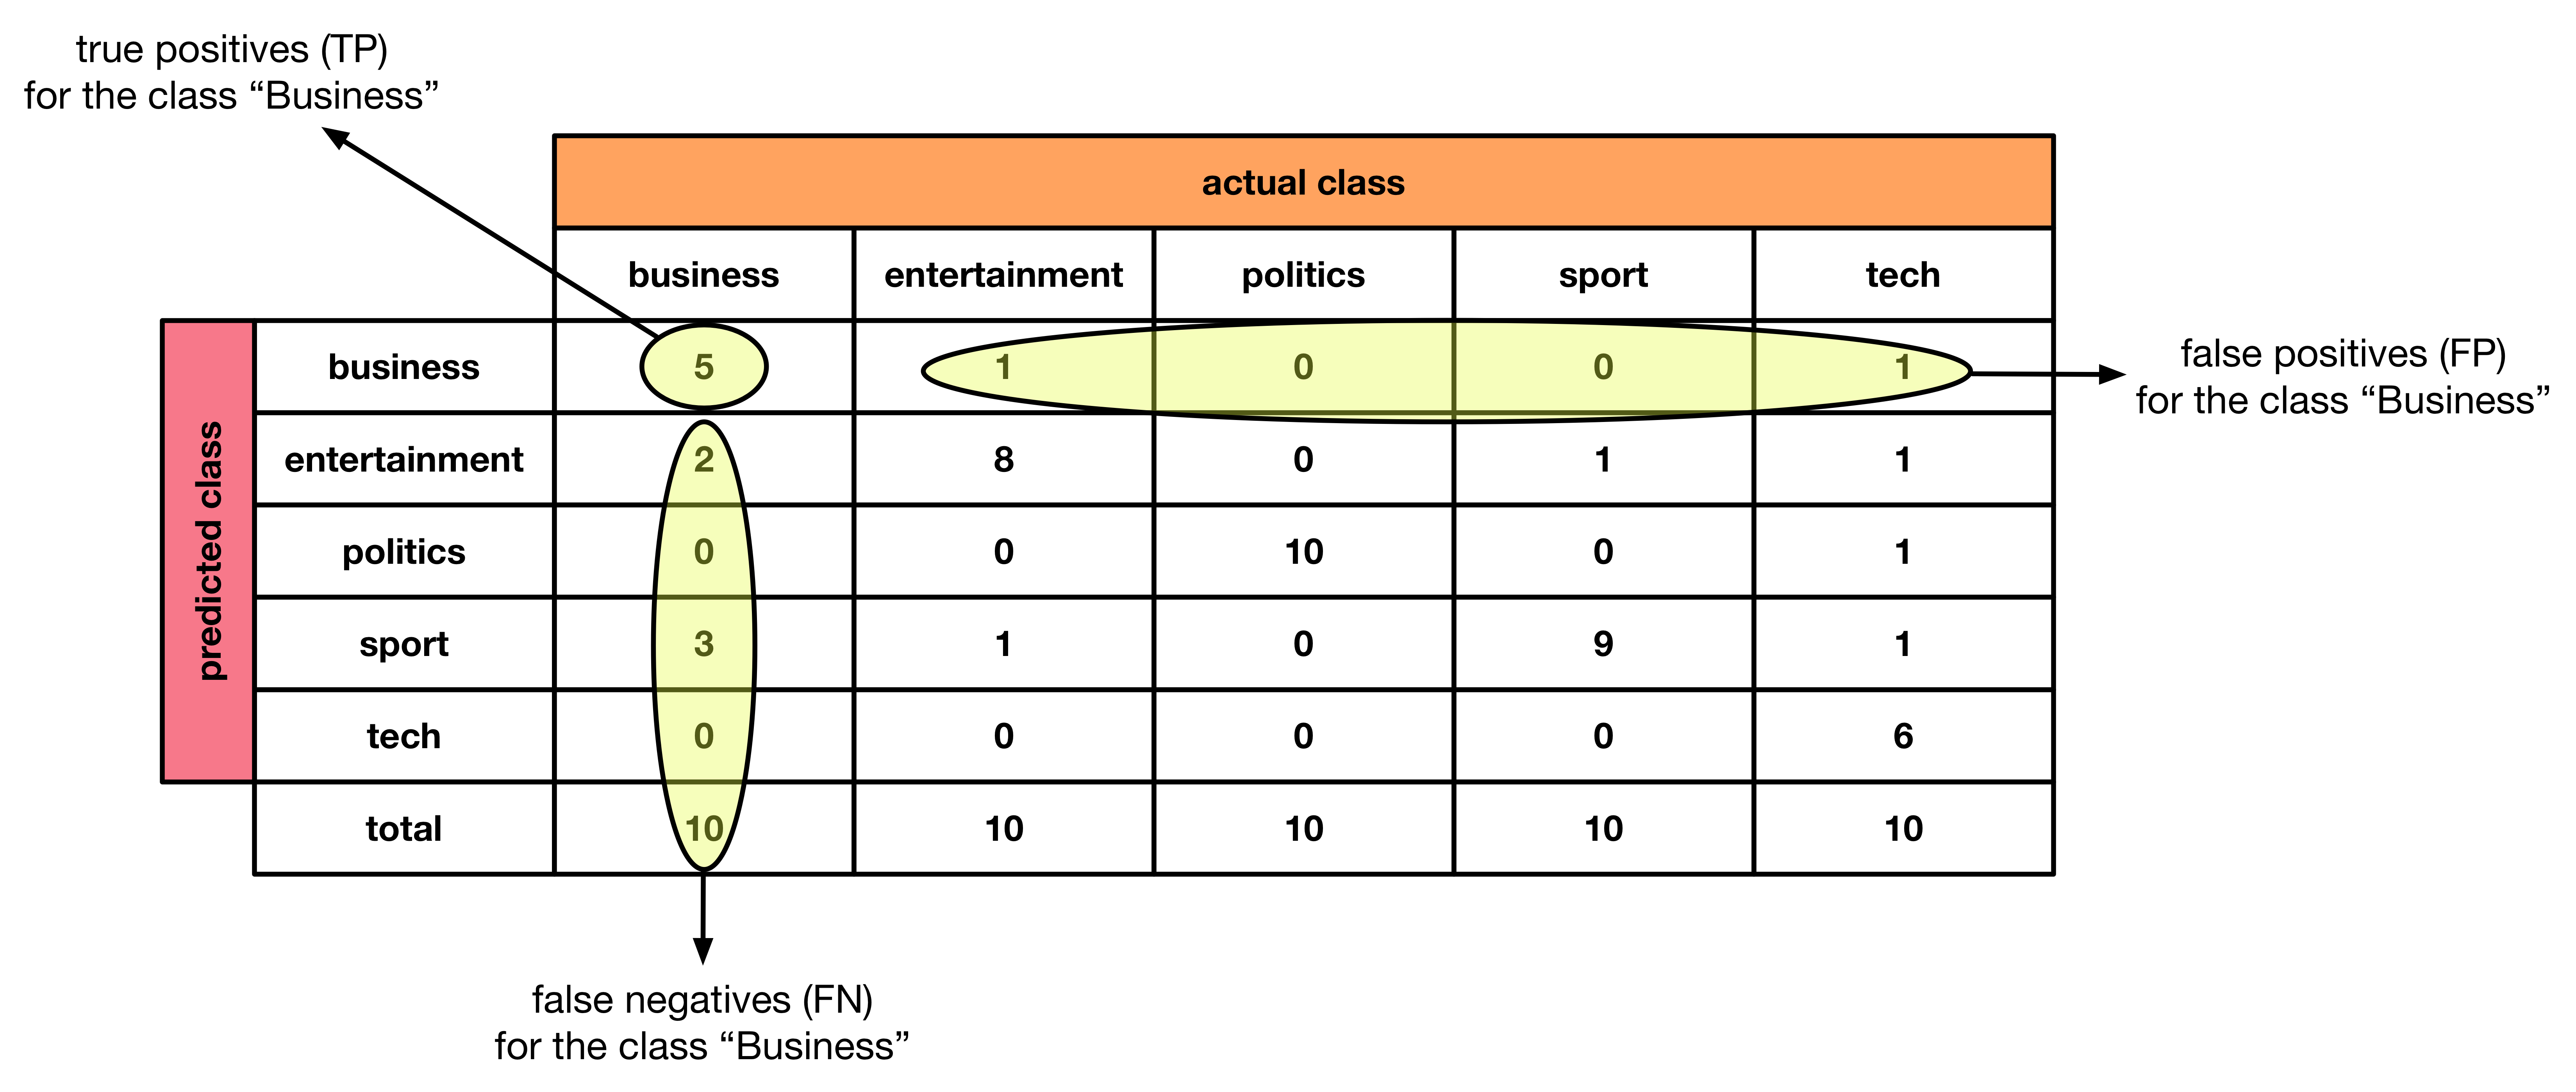 true positives (TP)
for the class “Business”
actual class
business entertainment politics sport tech
predicted class
business 5 1 0 0 1
false positives (FP)
for the class “Business”
entertainment 2 8 0 1 1
politics 0 0 10 0 1
sport 3 1 0 9 1
tech 0 0 0 0 6
total 10 10 10 10 10
false negatives (FN)
for the class “Business”